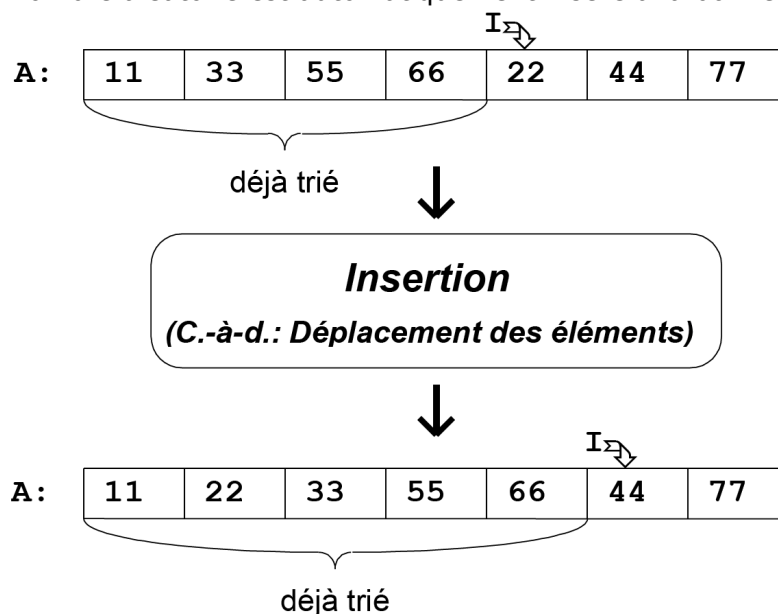 I
A: 11 33 55 66 22 44 77
déjà trié
Insertion
(C.-à-d.: Déplacement des éléments)
I
A: 11 22 33 55 66 44 77
déjà trié